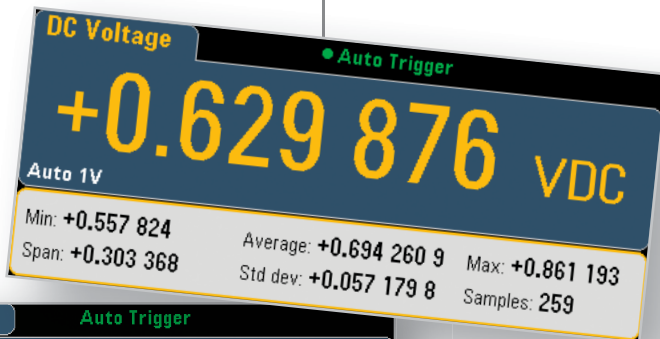 DC Voltage
Auto Trigger
+0.629 876 VDC
Auto 1V
Min: +0.557 824
Average: +0.694 260 9
Max: +0.861 193
Span: +0.303 368
Std dev: +0.057 179 8
Samples: 259
Auto Trigger